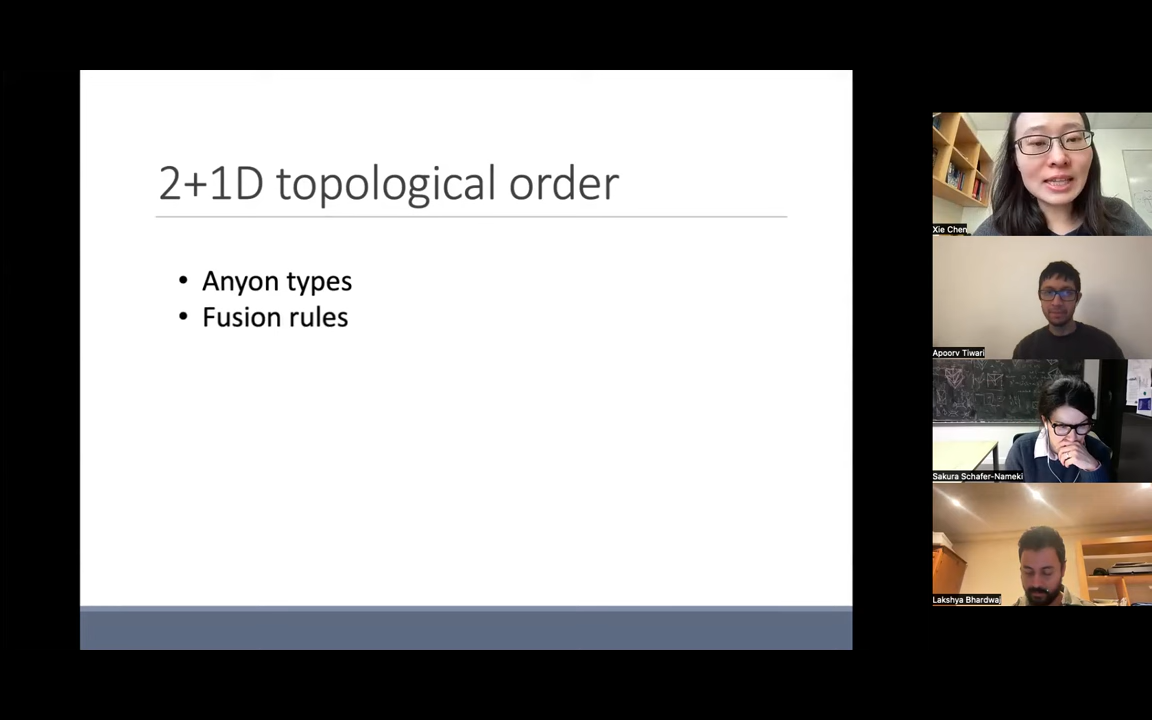 2+1D topological order
• Anyon types
• Fusion rules
Xie Chen
Apoorv Tiwari
Sakura Schafer-Nameki
Lakshya Bhardwaj